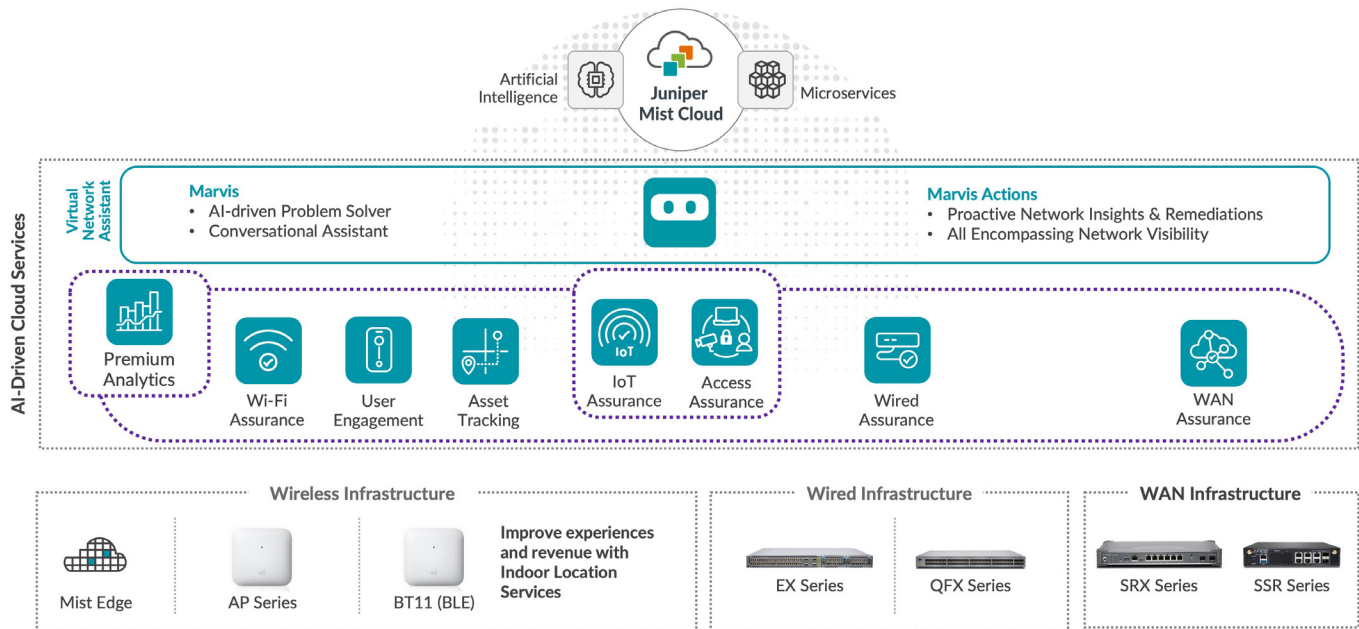 Artificial
Intelligence
Juniper
Mist Cloud
Microservices
AI-Driven Cloud Services
Virtual
Network
Assistant
Marvis
• AI-driven Problem Solver
• Conversational Assistant
Marvis Actions
• Proactive Network Insights & Remediations
• All Encompassing Network Visibility
Premium
Analytics
Wi-Fi
Assurance
User
Engagement
Asset
Tracking
IoT
IoT
Assurance
Access
Assurance
Wired
Assurance
WAN
Assurance
Wireless Infrastructure
Mist Edge
AP Series
BT11 (BLE)
Improve experiences
and revenue with
Indoor Location
Services
Wired Infrastructure
EX Series
QFX Series
WAN Infrastructure
SRX Series
SSR Series